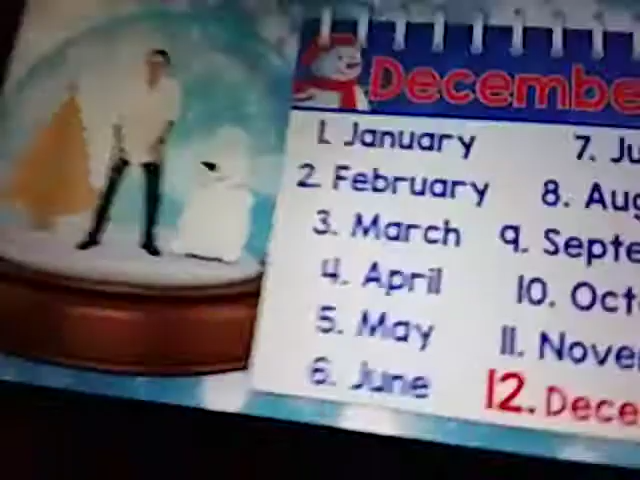 Decembe
1. January
2. February
3. March
4. April
5. May
6. June
7. Ju
8. Aug
9. Septe
10. Oct
11. Nove
12. Dece